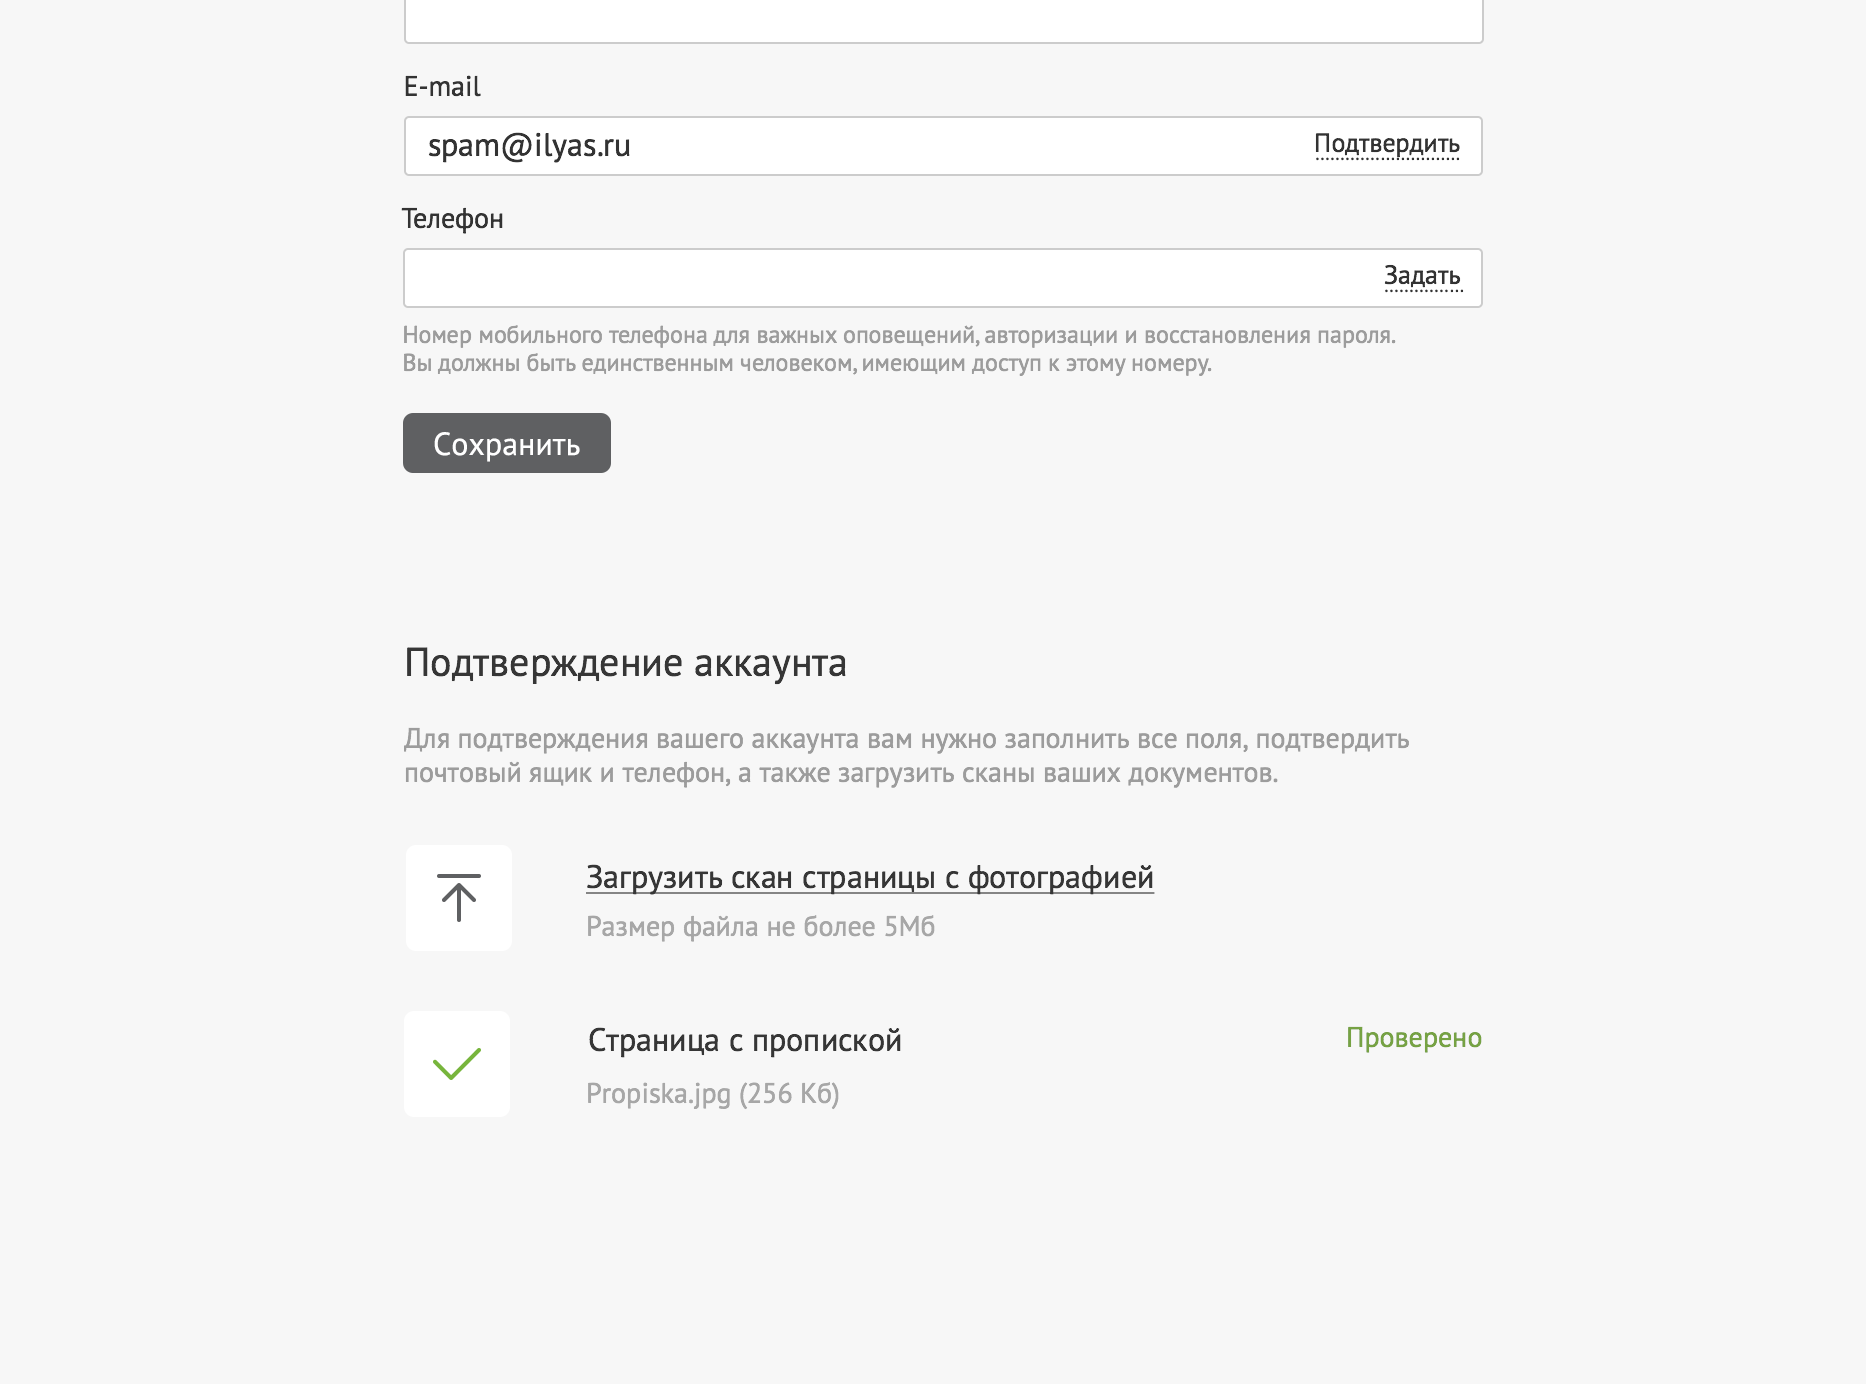 E-mail
spam@ilyas.ru
Подтвердить
Телефон
Задать
Номер мобильного телефона для важных оповещений, авторизации и восстановления пароля.
Вы должны быть единственным человеком, имеющим доступ к этому номеру.
Сохранить
Подтверждение аккаунта
Для подтверждения вашего аккаунта вам нужно заполнить все поля, подтвердить
почтовый ящик и телефон, а также загрузить сканы ваших документов.
Загрузить скан страницы с фотографией
Размер файла не более 5Мб
Страница с пропиской
Проверено
Propiska.jpg (256 Кб)